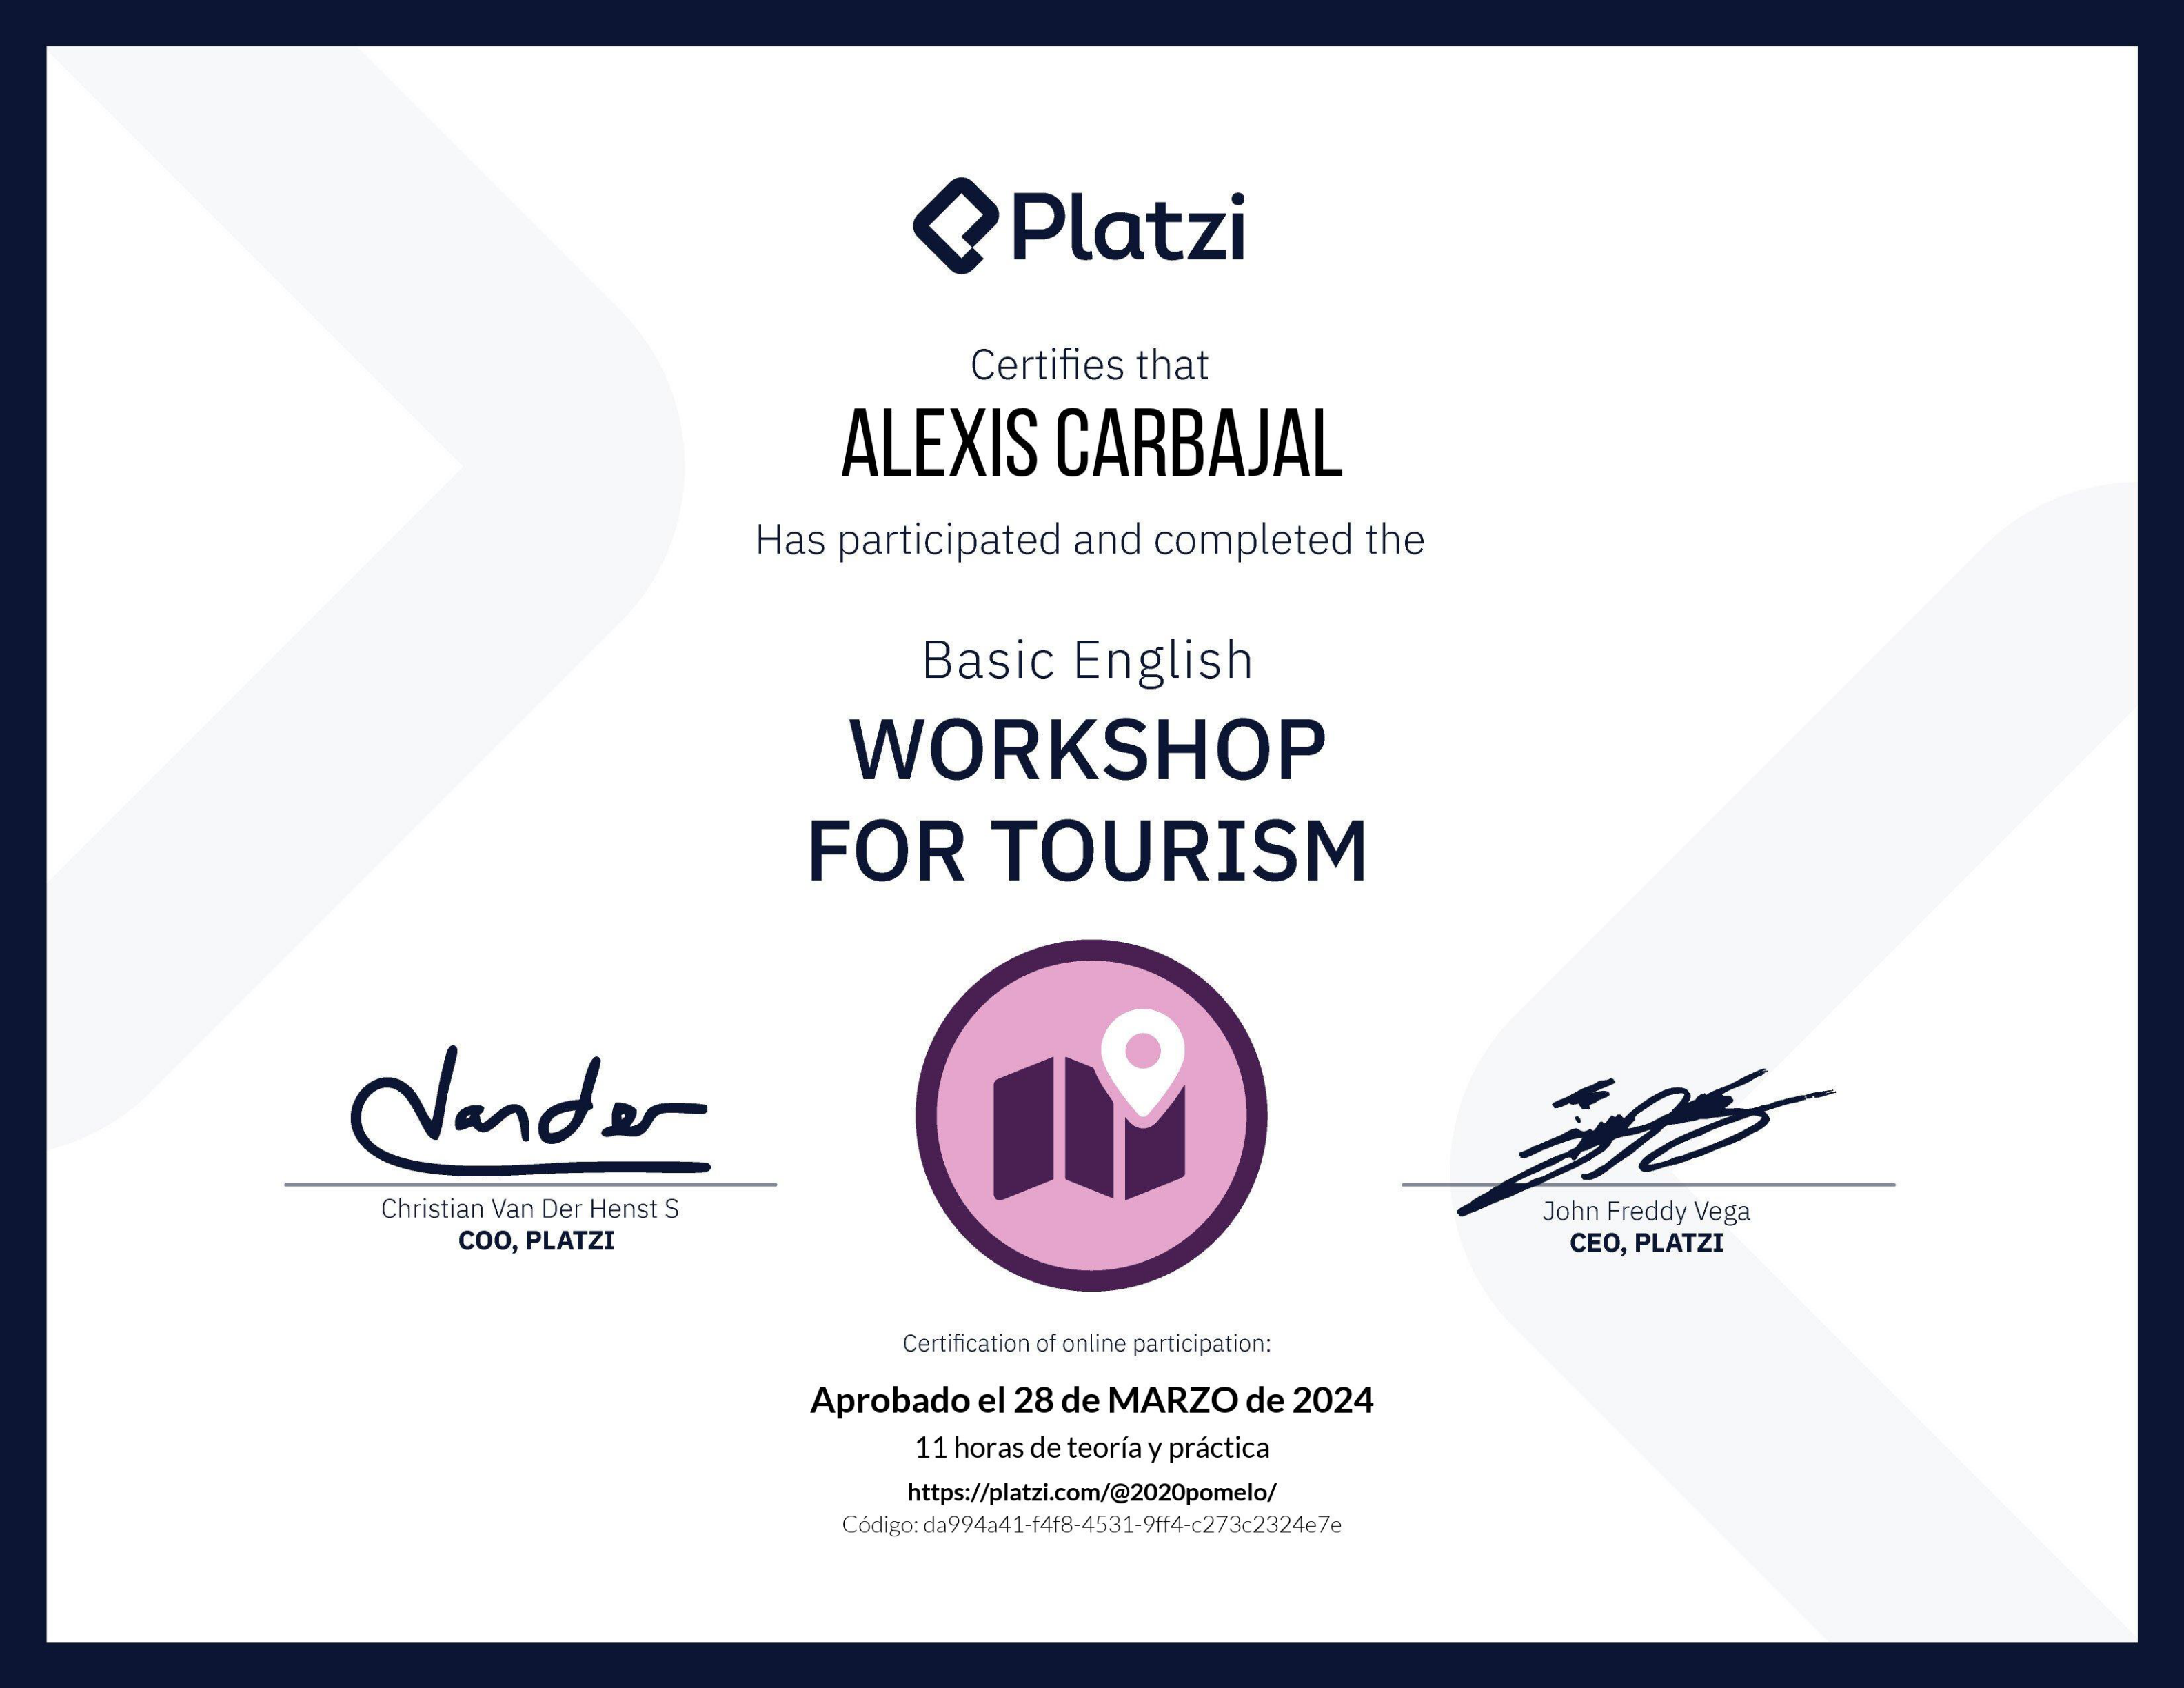 Platzi
Certifies that
ALEXIS CARBAJAL
Has participated and completed the
Basic English
WORKSHOP
FOR TOURISM
Vander
Christian Van Der Henst S
COO, PLATZI
John Freddy Vega
CEO, PLATZI
Certification of online participation:
Aprobado el 28 de MARZO de 2024
11 horas de teoría y práctica
https://platzi.com/@2020pomelo/
Código: da994a41-f4f8-4531-9ff4-c273c2324e7e